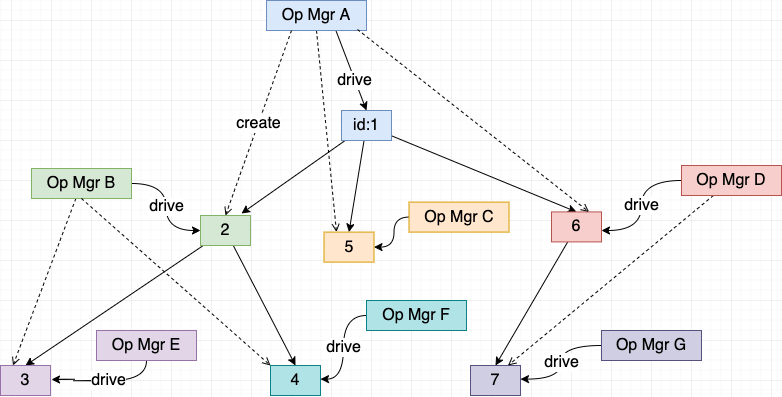 Op Mgr A
drive
id:1
create
Op Mgr B
drive
2
5
Op Mgr C
6
drive
Op Mgr D
Op Mgr E
drive
3
4
drive
Op Mgr F
7
drive
Op Mgr G